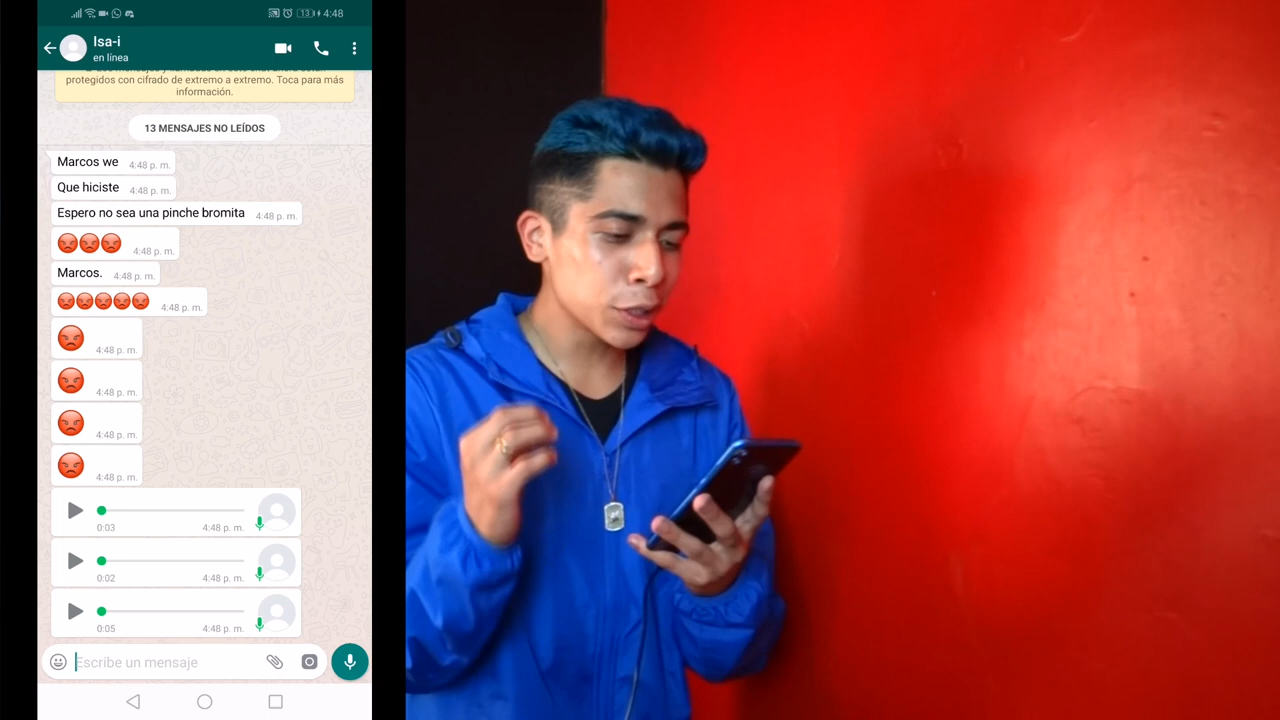 13 4:48
Isa-i
en línea
protegidos con cifrado de extremo a extremo. Toca para más
información.
13 MENSAJES NO LEÍDOS
Marcos we 4:48 p. m.
Que hiciste 4:48 p. m.
Espero no sea una pinche bromita 4:48 p. m.
😡😡😡 4:48 p. m.
Marcos. 4:48 p. m.
😡😡😡😡😡 4:48 p. m.
😡 4:48 p. m.
😡 4:48 p. m.
😡 4:48 p. m.
😡 4:48 p. m.
0:03 4:48 p. m.
0:02 4:48 p. m.
0:05 4:48 p. m.
Escribe un mensaje